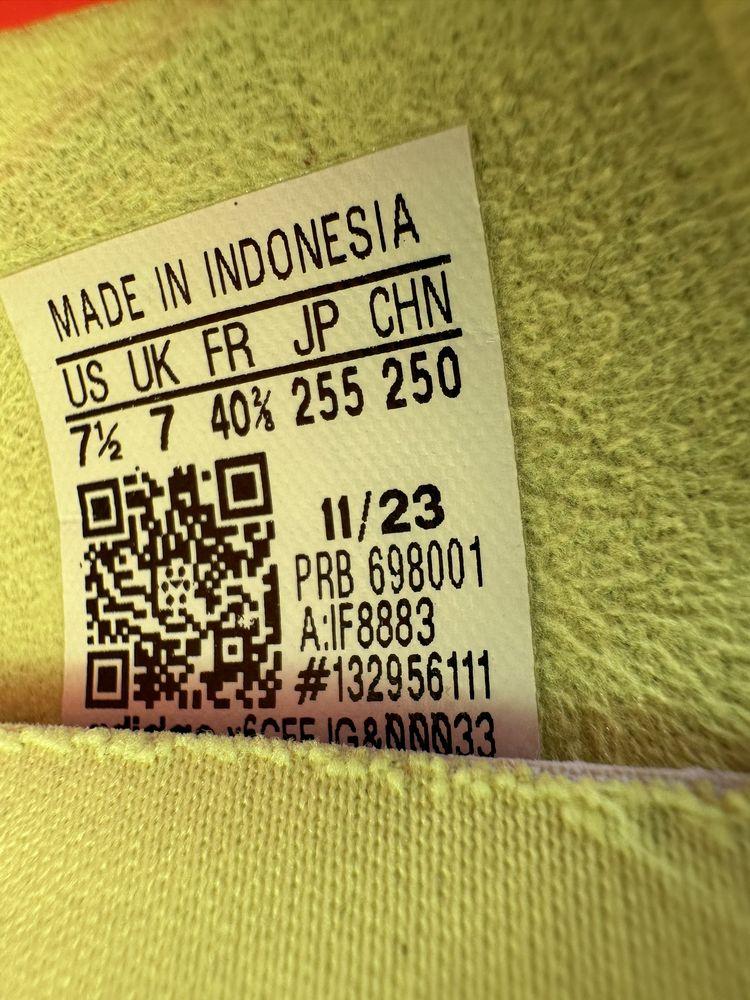 MADE IN INDONESIA
US UK FR JP CHN
7½ 7 40⅔ 255 250
11/23
PRB 698001
A:IF8883
#132956111